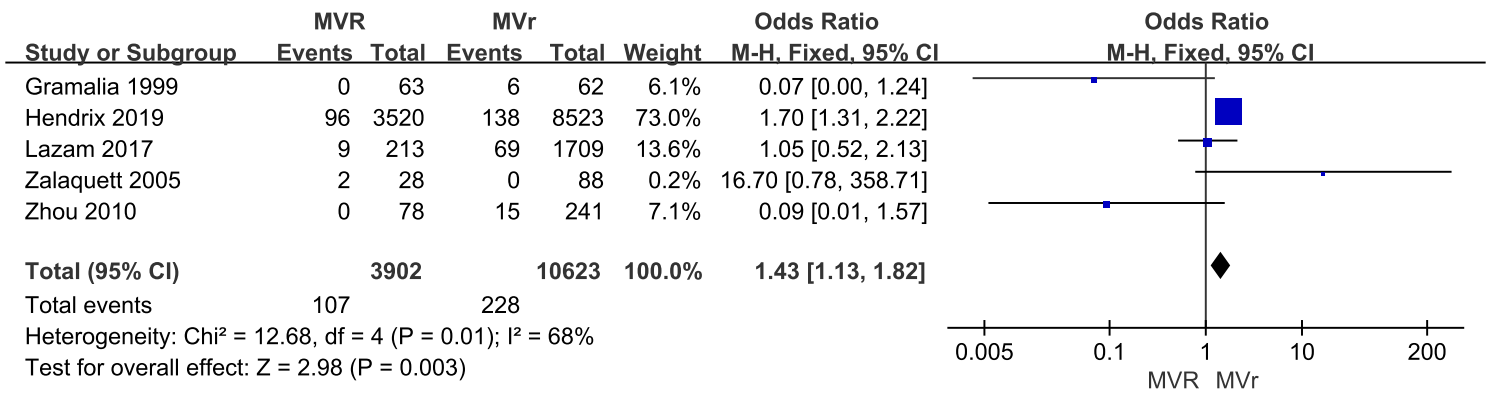 MVR MVr Odds Ratio Odds Ratio
Study or Subgroup Events Total Events Total Weight M-H, Fixed, 95% CI M-H, Fixed, 95% CI
Gramalia 1999 0 63 6 62 6.1% 0.07 [0.00, 1.24]
Hendrix 2019 96 3520 138 8523 73.0% 1.70 [1.31, 2.22]
Lazam 2017 9 213 69 1709 13.6% 1.05 [0.52, 2.13]
Zalaquett 2005 2 28 0 88 0.2% 16.70 [0.78, 358.71]
Zhou 2010 0 78 15 241 7.1% 0.09 [0.01, 1.57]
Total (95% CI) 3902 10623 100.0% 1.43 [1.13, 1.82]
Total events 107 228
Heterogeneity: Chi² = 12.68, df = 4 (P = 0.01); I² = 68%
Test for overall effect: Z = 2.98 (P = 0.003)
0.005 0.1 1 10 200
MVR MVr